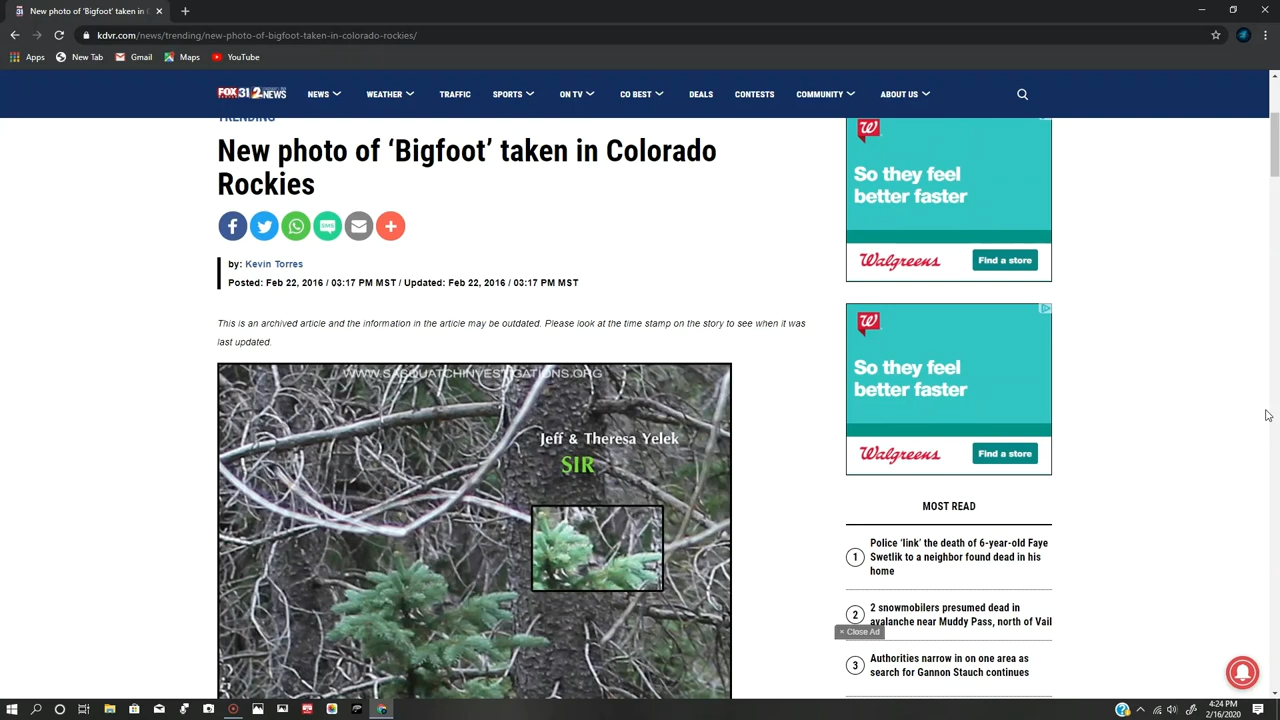 New photo of 'Bigfoot' taken in C
kdvr.com/news/trending/new-photo-of-bigfoot-taken-in-colorado-rockies/
Apps
New Tab
Gmail
Maps
YouTube
FOX 31 2 NEWS
NEWS
WEATHER
TRAFFIC
SPORTS
ON TV
CO BEST
DEALS
CONTESTS
COMMUNITY
ABOUT US
TRENDING
New photo of ‘Bigfoot’ taken in Colorado
Rockies
SMS
by: Kevin Torres
Posted: Feb 22, 2016 / 03:17 PM MST / Updated: Feb 22, 2016 / 03:17 PM MST
This is an archived article and the information in the article may be outdated. Please look at the time stamp on the story to see when it was
last updated.
WWW.SASQUATCHINVESTIGATIONS.ORG
Jeff & Theresa Yelek
SIR
W
So they feel
better faster
Walgreens
Find a store
W
So they feel
better faster
Walgreens
Find a store
MOST READ
1
Police ‘link’ the death of 6-year-old Faye
Swetlik to a neighbor found dead in his
home
2
2 snowmobilers presumed dead in
avalanche near Muddy Pass, north of Vail
× Close Ad
3
Authorities narrow in on one area as
search for Gannon Stauch continues
4:24 PM
2/16/2020